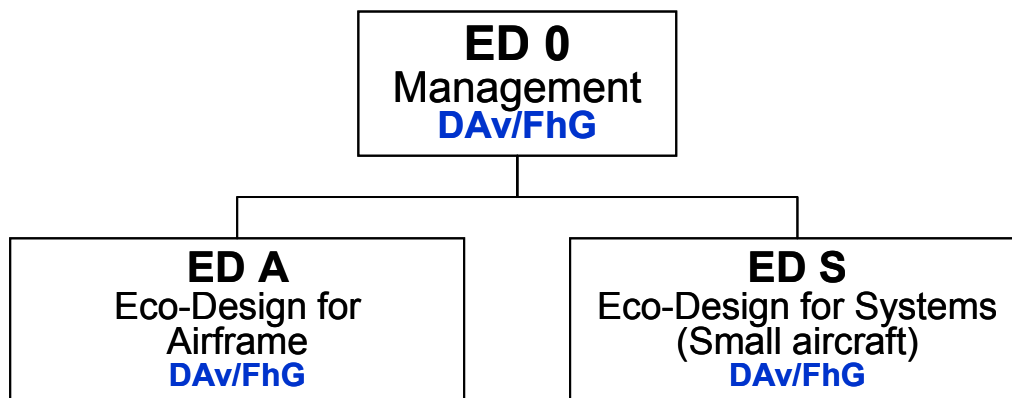 ED 0
Management
DAv/FhG
ED A
Eco-Design for
Airframe
DAv/FhG
ED S
Eco-Design for Systems
(Small aircraft)
DAv/FhG